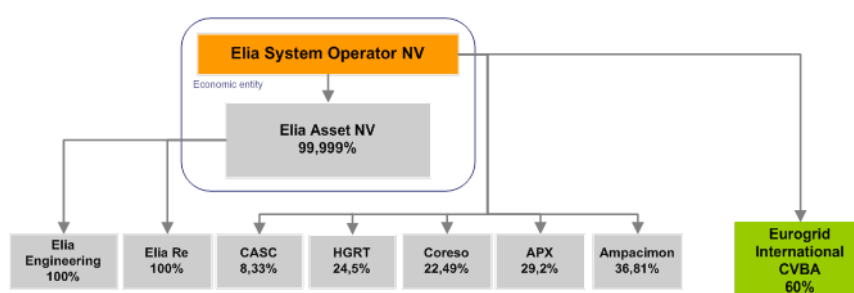 Elia System Operator NV
Economic entity
Elia Asset NV
99,999%
Elia
Engineering
100%
Elia Re
100%
CASC
8,33%
HGRT
24,5%
Coreso
22,49%
APX
29,2%
Ampacimon
36,81%
Eurogrid
International
CVBA
60%